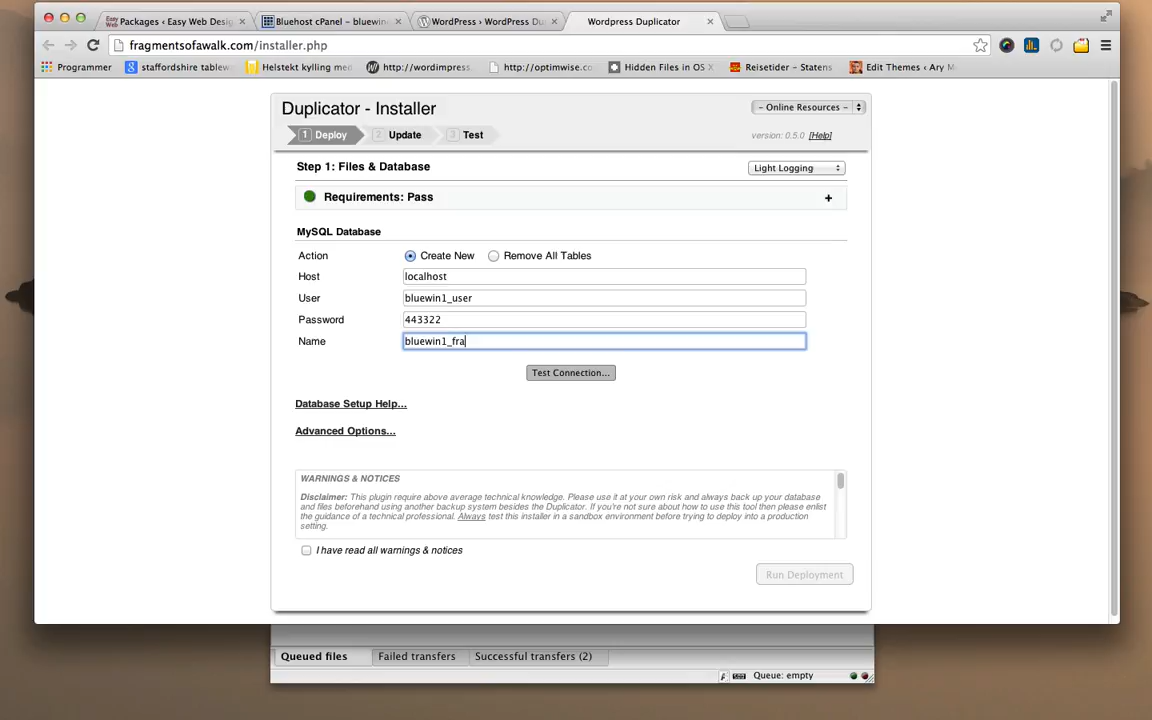 Packages ‹ Easy Web Desig
Bluehost cPanel – bluewin
WordPress › WordPress Du
Wordpress Duplicator
fragmentsofawalk.com/installer.php
Programmer
staffordshire tablew
Helstekt kylling me
http://wordimpress.
http://optimwise.co
Hidden Files in OS X
Reisetider – Statens
Edit Themes ‹ Ary M
Duplicator - Installer
– Online Resources –
1 Deploy
2 Update
3 Test
version: 0.5.0 [Help]
Step 1: Files & Database
Light Logging
Requirements: Pass
+
MySQL Database
Action
Create New
Remove All Tables
Host
localhost
User
bluewin1_user
Password
443322
Name
bluewin1_fra
Test Connection...
Database Setup Help...
Advanced Options...
WARNINGS & NOTICES
Disclaimer: This plugin require above average technical knowledge. Please use it at your own risk and always back up your database
and files beforehand using another backup system besides the Duplicator. If you're not sure about how to use this tool then please enlist
the guidance of a technical professional. Always test this installer in a sandbox environment before trying to deploy into a production
setting.
I have read all warnings & notices
Run Deployment
Queued files
Failed transfers
Successful transfers (2)
Queue: empty